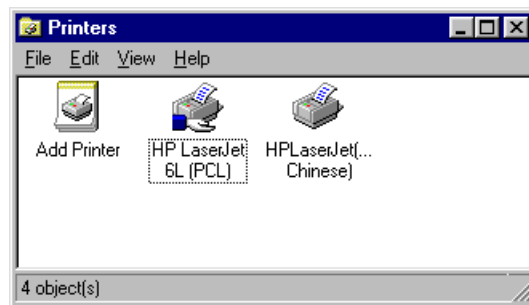 Printers
File Edit View Help
Add Printer
HP LaserJet
6L (PCL)
HPLaserJet(...
Chinese)
4 object(s)